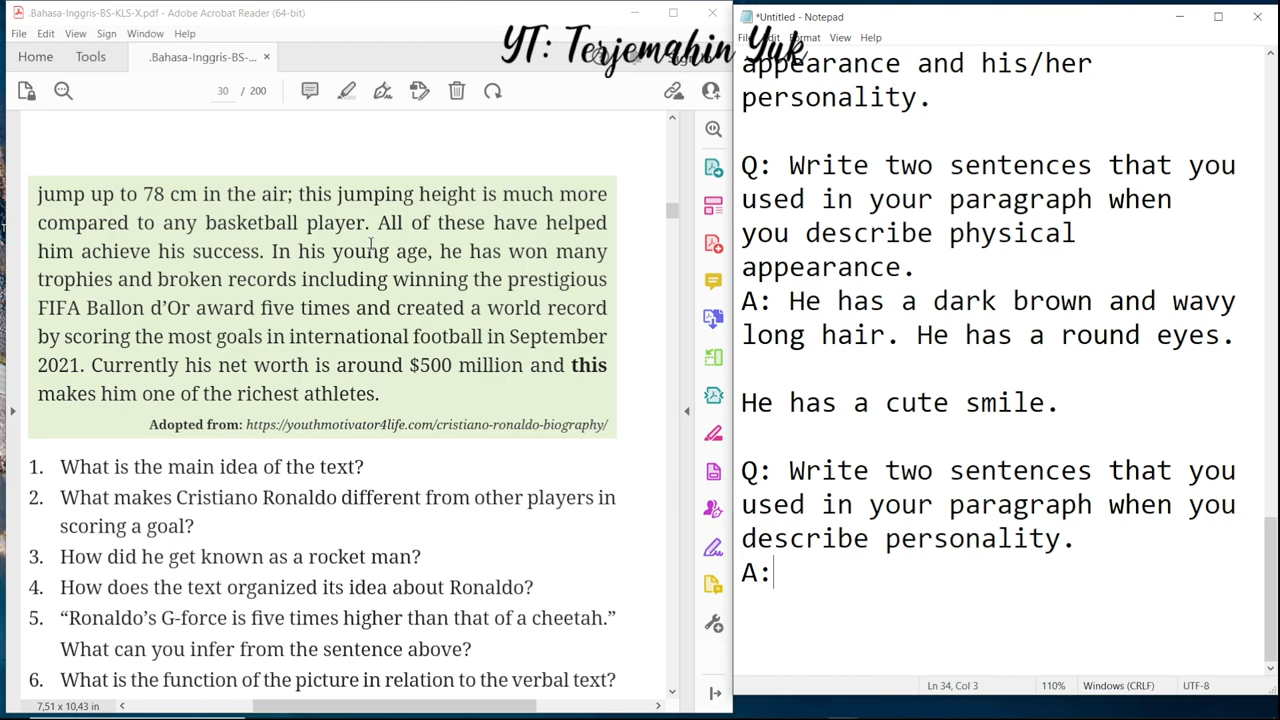 .Bahasa-Inggris-BS-KLS-X.pdf - Adobe Acrobat Reader (64-bit)
File Edit View Sign Window Help
Home Tools .Bahasa-Inggris-BS-... ×
30 / 200
YT: Terjemahin Yuk
jump up to 78 cm in the air; this jumping height is much more
compared to any basketball player. All of these have helped
him achieve his success. In his young age, he has won many
trophies and broken records including winning the prestigious
FIFA Ballon d’Or award five times and created a world record
by scoring the most goals in international football in September
2021. Currently his net worth is around $500 million and this
makes him one of the richest athletes.
Adopted from: https://youthmotivator4life.com/cristiano-ronaldo-biography/
1. What is the main idea of the text?
2. What makes Cristiano Ronaldo different from other players in
scoring a goal?
3. How did he get known as a rocket man?
4. How does the text organized its idea about Ronaldo?
5. “Ronaldo’s G-force is five times higher than that of a cheetah.”
What can you infer from the sentence above?
6. What is the function of the picture in relation to the verbal text?
7,51 x 10,43 in
*Untitled - Notepad
Format View Help
appearance and his/her
personality.
Q: Write two sentences that you
used in your paragraph when
you describe physical
appearance.
A: He has a dark brown and wavy
long hair. He has a round eyes.
He has a cute smile.
Q: Write two sentences that you
used in your paragraph when you
describe personality.
A:
Ln 34, Col 3 110% Windows (CRLF) UTF-8